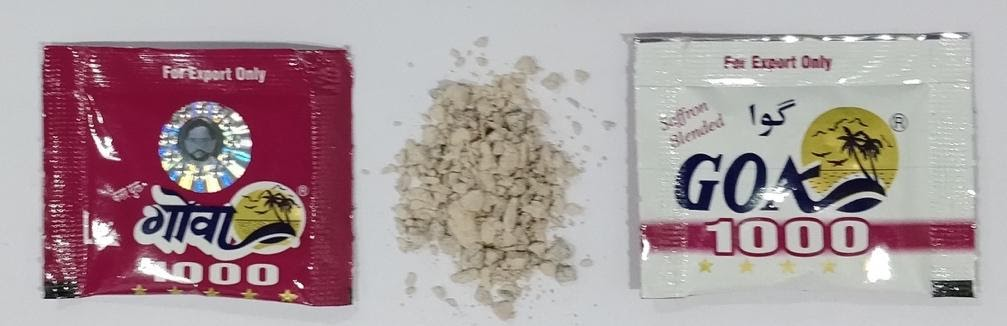 For Export Only
गोवा
®
1000
For Export Only
Saffron
Blended
گوا
®
GOA
1000